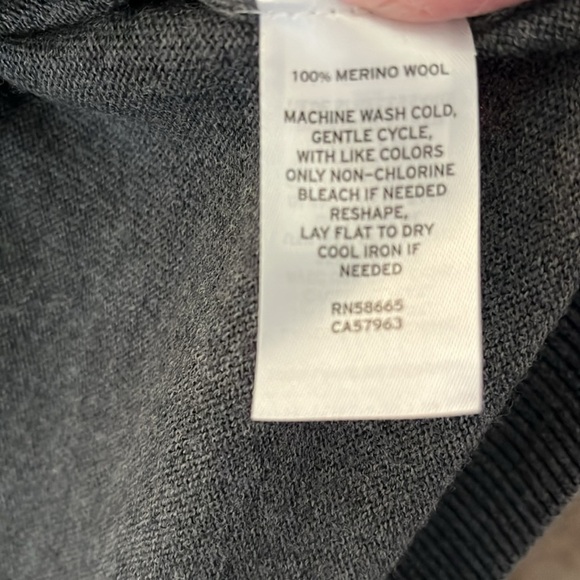 100% MERINO WOOL
MACHINE WASH COLD,
GENTLE CYCLE,
WITH LIKE COLORS
ONLY NON-CHLORINE
BLEACH IF NEEDED
RESHAPE,
LAY FLAT TO DRY
COOL IRON IF
NEEDED
RN58665
CA57963